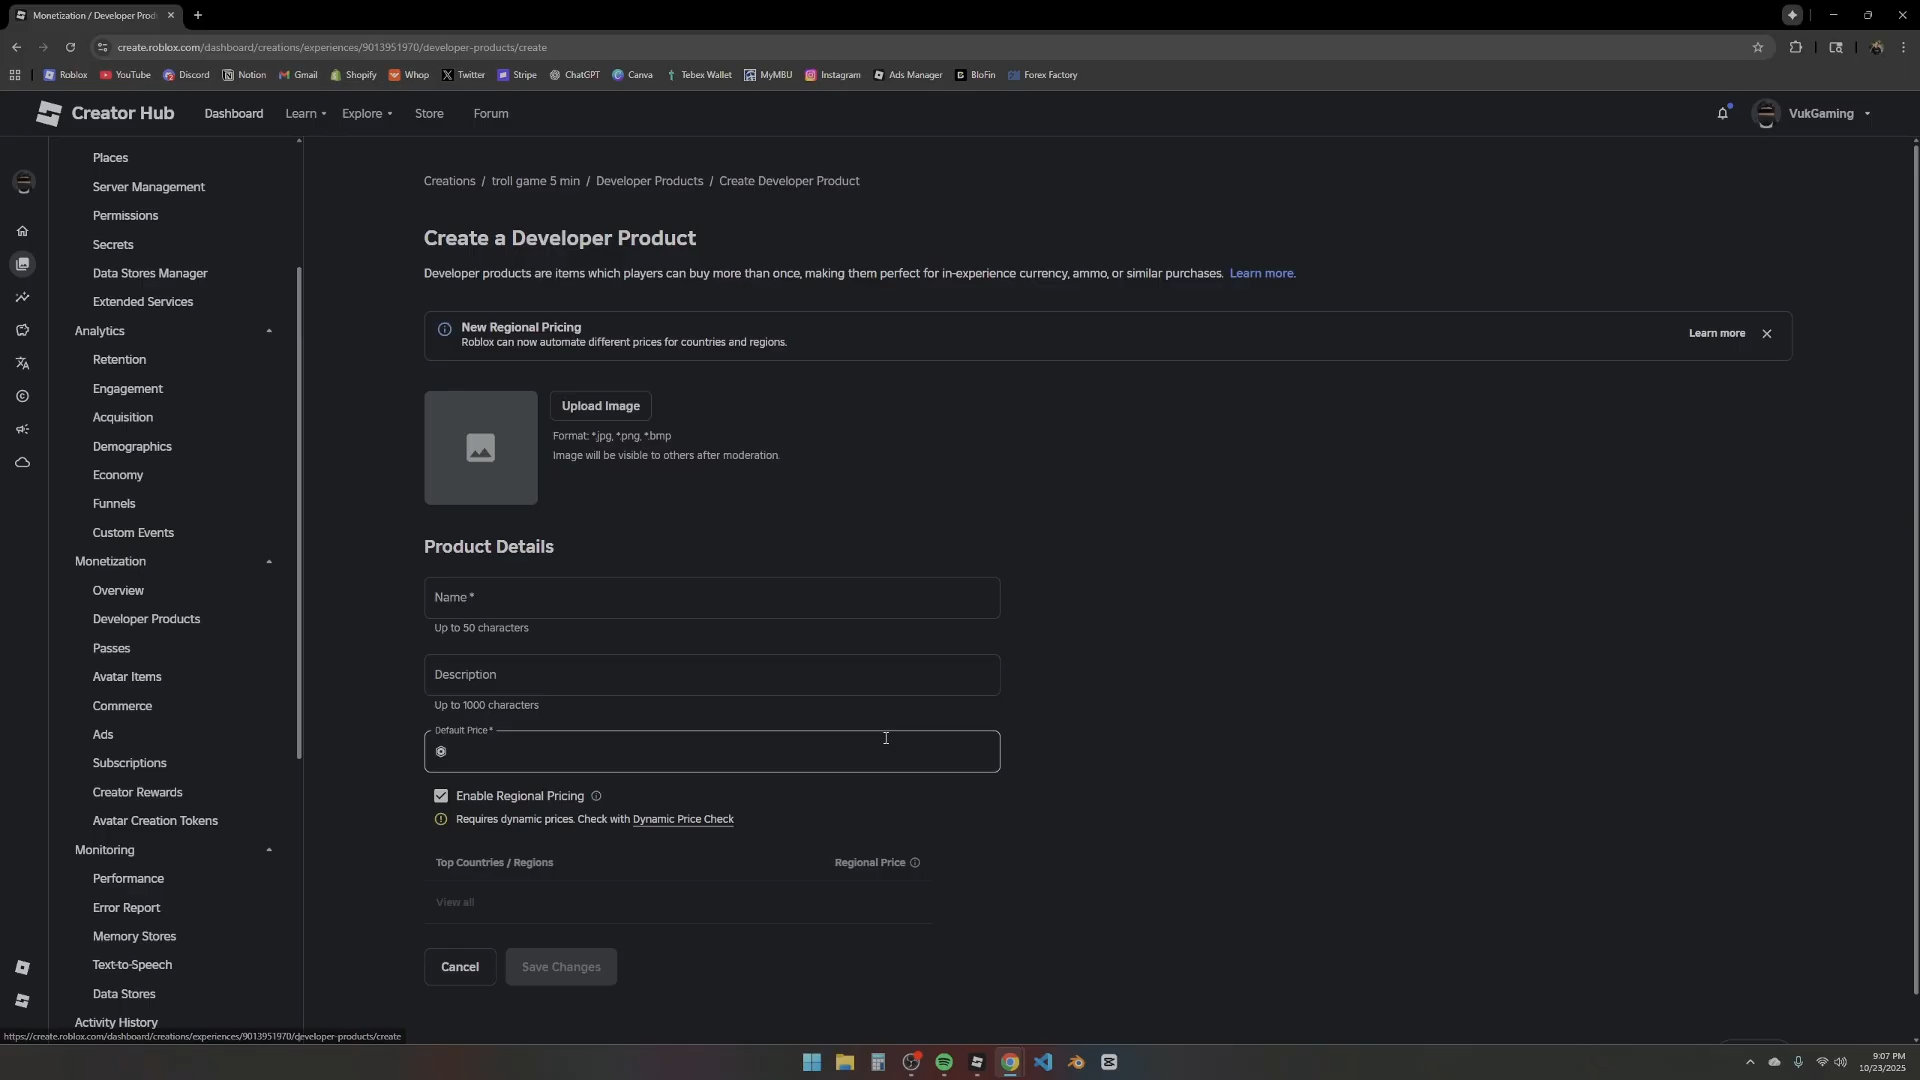 Monetization / Developer Prod
create.roblox.com/dashboard/creations/experiences/9013951970/developer-products/create
Roblox
YouTube
Discord
Notion
Gmail
Shopify
Whop
Twitter
Stripe
ChatGPT
Canva
Tebex Wallet
MyMBU
Instagram
Ads Manager
BloFin
Forex Factory
Creator Hub
Dashboard
Learn
Explore
Store
Forum
VukGaming
Places
Server Management
Permissions
Secrets
Data Stores Manager
Extended Services
Analytics
Retention
Engagement
Acquisition
Demographics
Economy
Funnels
Custom Events
Monetization
Overview
Developer Products
Passes
Avatar Items
Commerce
Ads
Subscriptions
Creator Rewards
Avatar Creation Tokens
Monitoring
Performance
Error Report
Memory Stores
Text-to-Speech
Data Stores
Activity History
https://create.roblox.com/dashboard/creations/experiences/9013951970/developer-products/create
Creations / troll game 5 min / Developer Products / Create Developer Product
Create a Developer Product
Developer products are items which players can buy more than once, making them perfect for in-experience currency, ammo, or similar purchases. Learn more.
New Regional Pricing
Roblox can now automate different prices for countries and regions.
Learn more
Upload Image
Format: *.jpg, *.png, *.bmp
Image will be visible to others after moderation.
Product Details
Name *
Up to 50 characters
Description
Up to 1000 characters
Default Price *
Enable Regional Pricing
Requires dynamic prices. Check with Dynamic Price Check
Top Countries / Regions
Regional Price
View all
Cancel
Save Changes
9:07 PM
10/23/2025